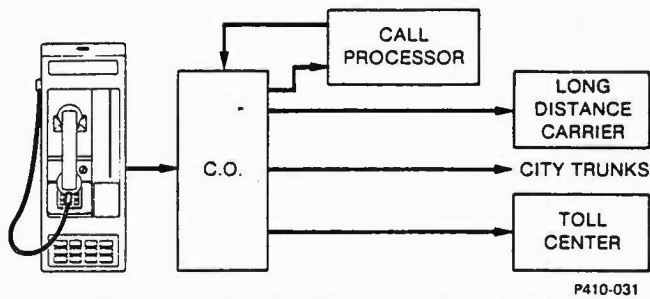 CALL
PROCESSOR
LONG
DISTANCE
CARRIER
C.O.
CITY TRUNKS
TOLL
CENTER
P410-031